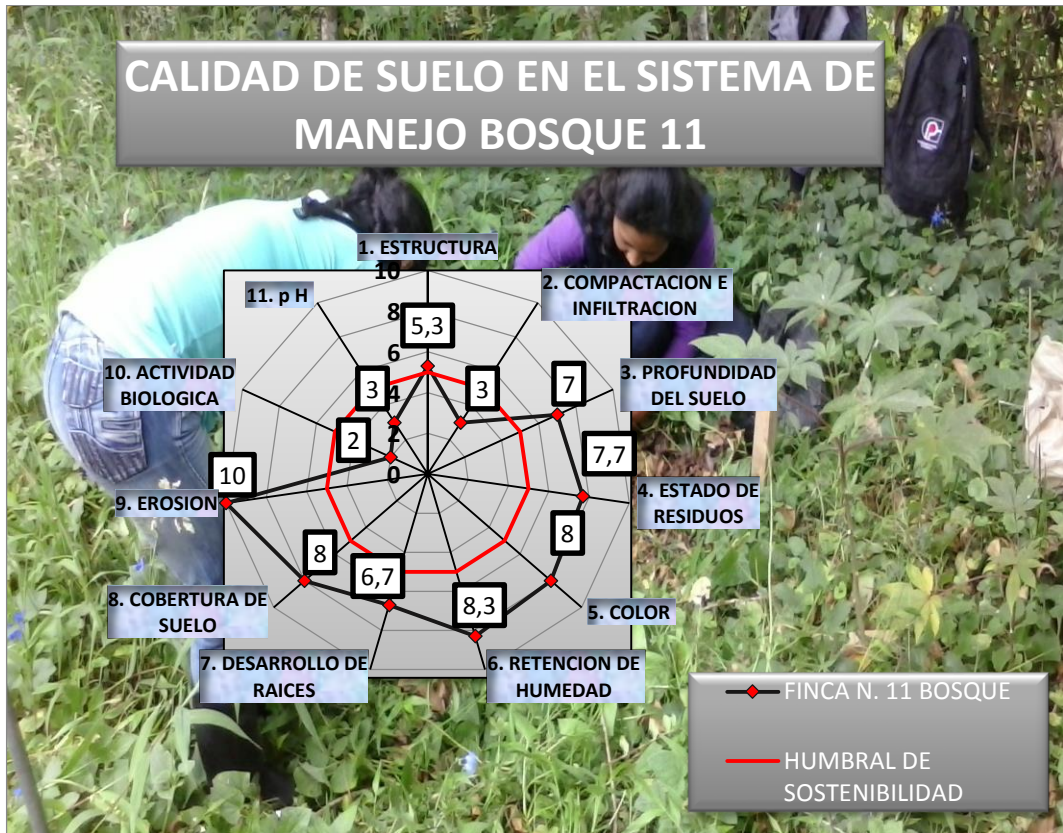 CALIDAD DE SUELO EN EL SISTEMA DE
MANEJO BOSQUE 11
1. ESTRUCTURA
2. COMPACTACION E
INFILTRACION
3. PROFUNDIDAD
DEL SUELO
4. ESTADO DE
RESIDUOS
5. COLOR
6. RETENCION DE
HUMEDAD
7. DESARROLLO DE
RAICES
8. COBERTURA DE
SUELO
9. EROSION
10. ACTIVIDAD
BIOLOGICA
11. p H
10
8
6
4
2
0
5,3
3
7
7,7
8
8,3
6,7
8
10
2
3
FINCA N. 11 BOSQUE
HUMBRAL DE
SOSTENIBILIDAD